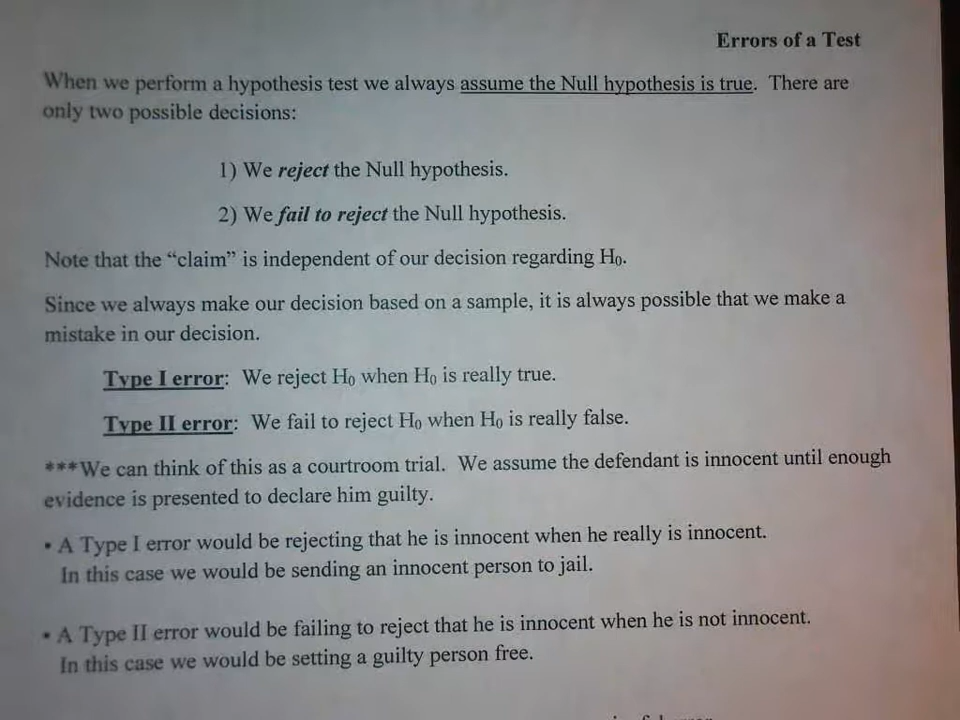 Errors of a Test
When we perform a hypothesis test we always assume the Null hypothesis is true. There are
only two possible decisions:
1) We reject the Null hypothesis.
2) We fail to reject the Null hypothesis.
Note that the “claim” is independent of our decision regarding H₀.
Since we always make our decision based on a sample, it is always possible that we make a
mistake in our decision.
Type I error: We reject H₀ when H₀ is really true.
Type II error: We fail to reject H₀ when H₀ is really false.
***We can think of this as a courtroom trial. We assume the defendant is innocent until enough
evidence is presented to declare him guilty.
• A Type I error would be rejecting that he is innocent when he really is innocent.
In this case we would be sending an innocent person to jail.
• A Type II error would be failing to reject that he is innocent when he is not innocent.
In this case we would be setting a guilty person free.